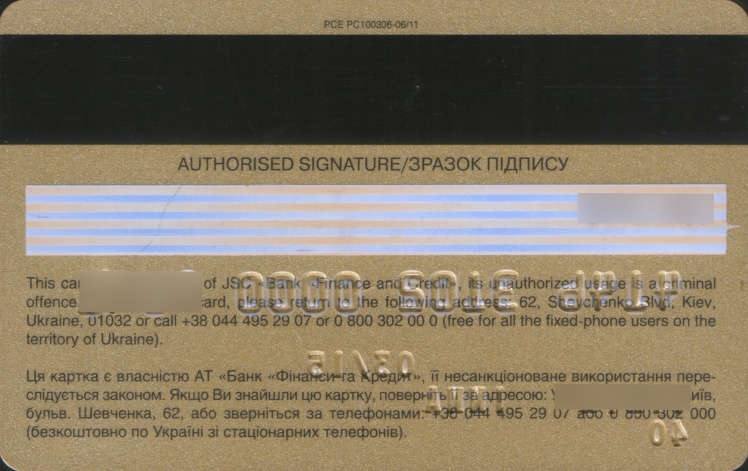 PCE PC100306-06/11
AUTHORISED SIGNATURE/ЗРАЗОК ПІДПИСУ
This of JSC «Bank «Finance and Credit», its unauthorized usage is a criminal
offence. please return to the following address: 62, Shevchenko Blvd, Kiev,
Ukraine, 01032 or call +38 044 495 29 07 or 0 800 302 00 0 (free for all the fixed-phone users on the
territory of Ukraine).
Ця картка є власністю АТ «Банк «Фінанси та Кредит», її несанкціоноване використання пере-
слідується законом. Якщо Ви знайшли цю картку, поверніть її за адресою:
бульв. Шевченка, 62, або зверніться за телефонами: +38 044 495 29 07 або 0 800 302 000
(безкоштовно по Україні зі стаціонарних телефонів).